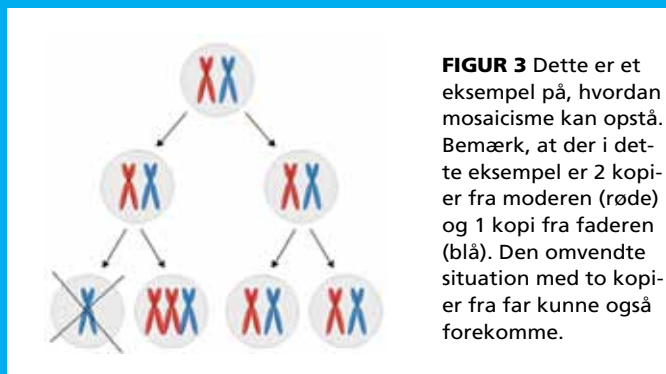 FIGUR 3 Dette er et
eksempel på, hvordan
mosaicisme kan opstå.
Bemærk, at der i det-
te eksempel er 2 kopi-
er fra moderen (røde)
og 1 kopi fra faderen
(blå). Den omvendte
situation med to kopi-
er fra far kunne også
forekomme.